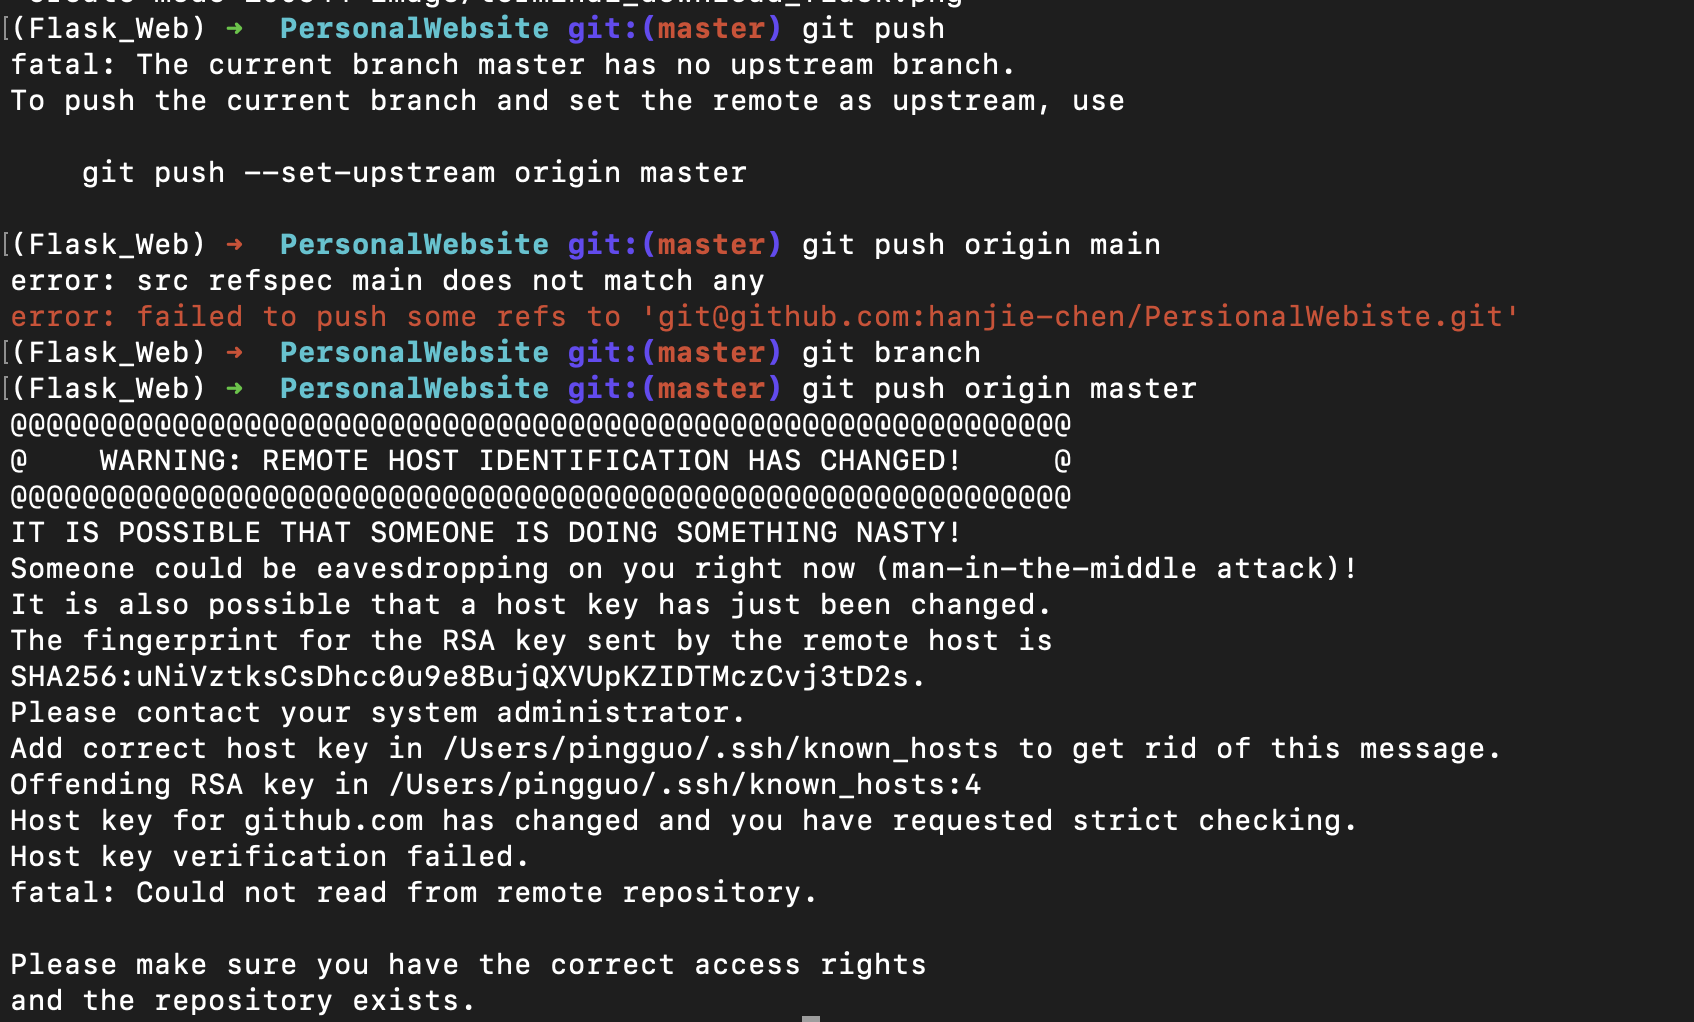 create mode 100644 image/terminal_download_flask.png
[(Flask_Web) ➜  PersonalWebsite git:(master) git push
fatal: The current branch master has no upstream branch.
To push the current branch and set the remote as upstream, use
    git push --set-upstream origin master
[(Flask_Web) ➜  PersonalWebsite git:(master) git push origin main
error: src refspec main does not match any
error: failed to push some refs to 'git@github.com:hanjie-chen/PersionalWebiste.git'
[(Flask_Web) ➜  PersonalWebsite git:(master) git branch
[(Flask_Web) ➜  PersonalWebsite git:(master) git push origin master
@@@@@@@@@@@@@@@@@@@@@@@@@@@@@@@@@@@@@@@@@@@@@@@@@@@@@@@@@@@
@    WARNING: REMOTE HOST IDENTIFICATION HAS CHANGED!     @
@@@@@@@@@@@@@@@@@@@@@@@@@@@@@@@@@@@@@@@@@@@@@@@@@@@@@@@@@@@
IT IS POSSIBLE THAT SOMEONE IS DOING SOMETHING NASTY!
Someone could be eavesdropping on you right now (man-in-the-middle attack)!
It is also possible that a host key has just been changed.
The fingerprint for the RSA key sent by the remote host is
SHA256:uNiVztksCsDhcc0u9e8BujQXVUpKZIDTMczCvj3tD2s.
Please contact your system administrator.
Add correct host key in /Users/pingguo/.ssh/known_hosts to get rid of this message.
Offending RSA key in /Users/pingguo/.ssh/known_hosts:4
Host key for github.com has changed and you have requested strict checking.
Host key verification failed.
fatal: Could not read from remote repository.
Please make sure you have the correct access rights
and the repository exists.